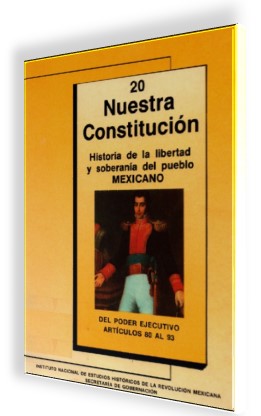 20
Nuestra
Constitución
Historia de la libertad
y soberanía del pueblo
MEXICANO
DEL PODER EJECUTIVO
ARTÍCULOS 80 AL 93
INSTITUTO NACIONAL DE ESTUDIOS HISTÓRICOS DE LA REVOLUCIÓN MEXICANA
SECRETARÍA DE GOBERNACIÓN